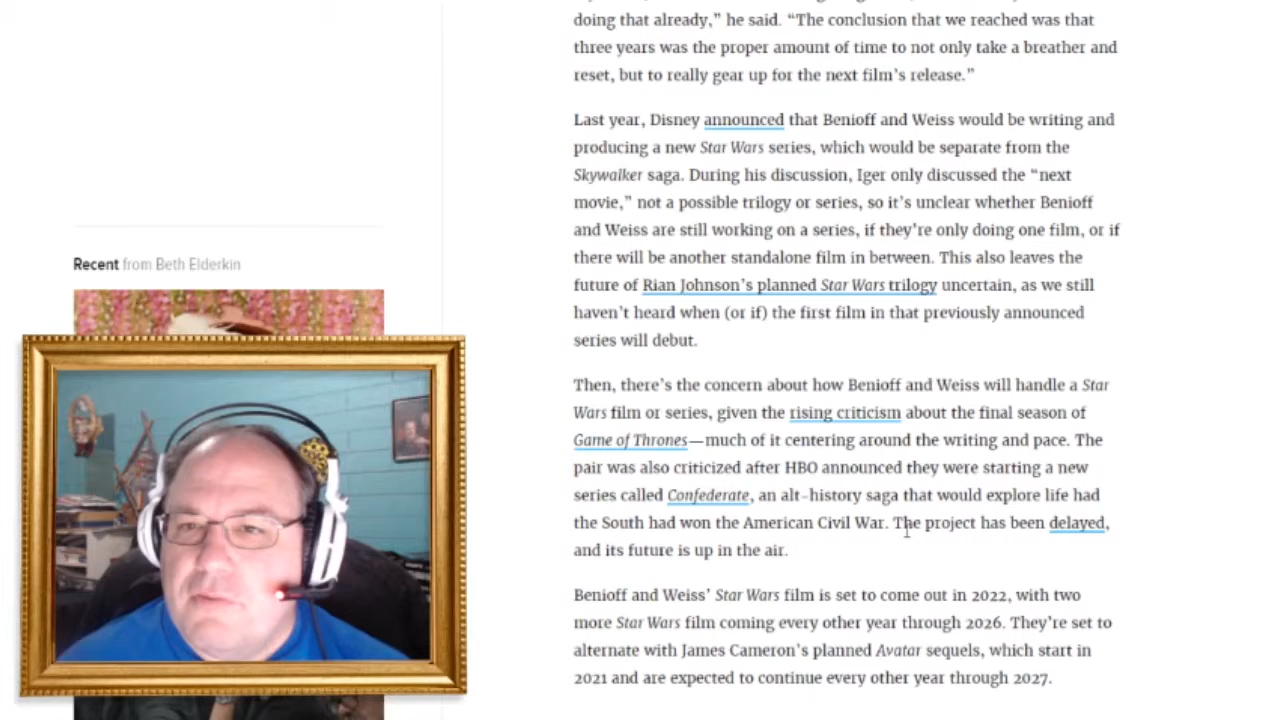 doing that already,” he said. “The conclusion that we reached was that
three years was the proper amount of time to not only take a breather and
reset, but to really gear up for the next film’s release.”
Last year, Disney announced that Benioff and Weiss would be writing and
producing a new Star Wars series, which would be separate from the
Skywalker saga. During his discussion, Iger only discussed the “next
movie,” not a possible trilogy or series, so it’s unclear whether Benioff
and Weiss are still working on a series, if they’re only doing one film, or if
there will be another standalone film in between. This also leaves the
future of Rian Johnson’s planned Star Wars trilogy uncertain, as we still
haven’t heard when (or if) the first film in that previously announced
series will debut.
Then, there’s the concern about how Benioff and Weiss will handle a Star
Wars film or series, given the rising criticism about the final season of
Game of Thrones—much of it centering around the writing and pace. The
pair was also criticized after HBO announced they were starting a new
series called Confederate, an alt-history saga that would explore life had
the South had won the American Civil War. The project has been delayed,
and its future is up in the air.
Benioff and Weiss’ Star Wars film is set to come out in 2022, with two
more Star Wars film coming every other year through 2026. They’re set to
alternate with James Cameron’s planned Avatar sequels, which start in
2021 and are expected to continue every other year through 2027.
Recent from Beth Elderkin